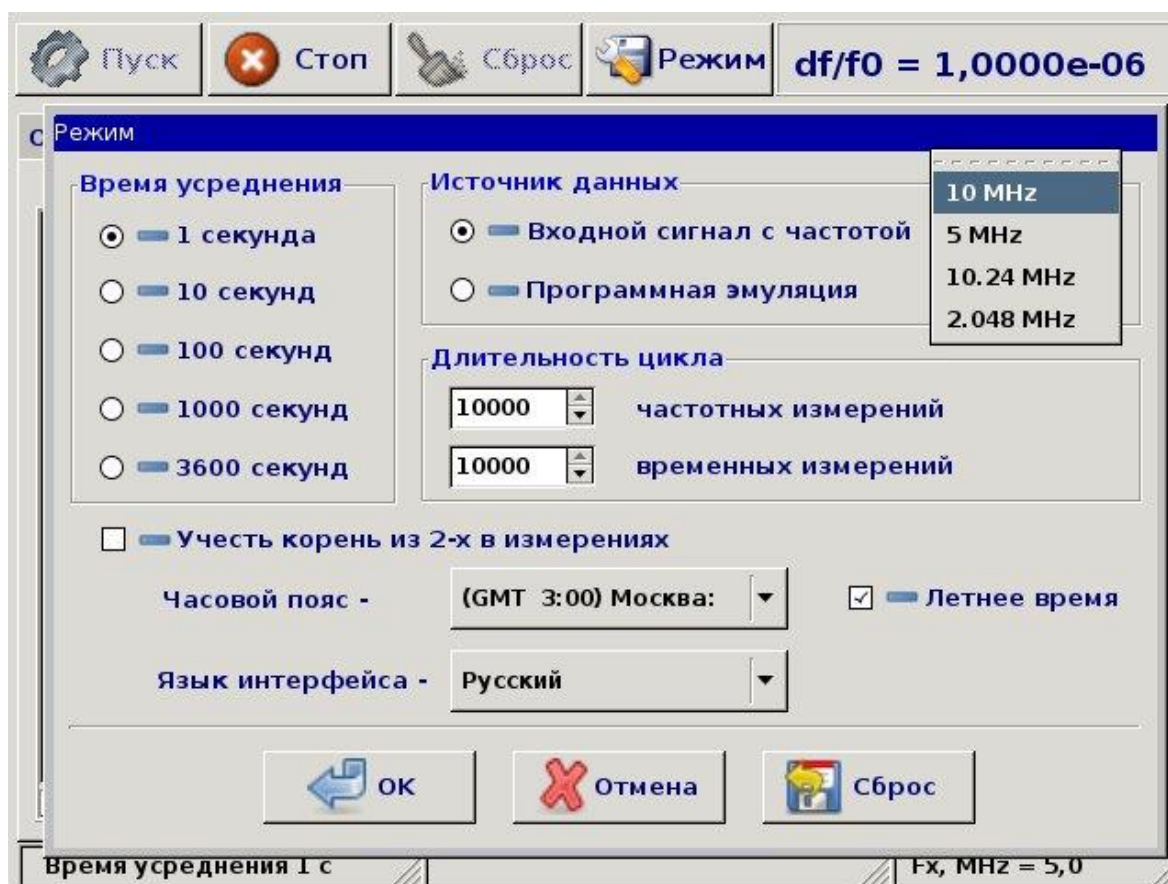 Пуск Стоп Сброс Режим df/f0 = 1,0000e-06
Режим
Время усреднения
1 секунда
10 секунд
100 секунд
1000 секунд
3600 секунд
Источник данных
Входной сигнал с частотой
Программная эмуляция
10 MHz
5 MHz
10.24 MHz
2.048 MHz
Длительность цикла
10000 частотных измерений
10000 временных измерений
Учесть корень из 2-х в измерениях
Часовой пояс - (GMT 3:00) Москва: Летнее время
Язык интерфейса - Русский
OK Отмена Сброс
Время усреднения 1 с Fx, MHz = 5,0